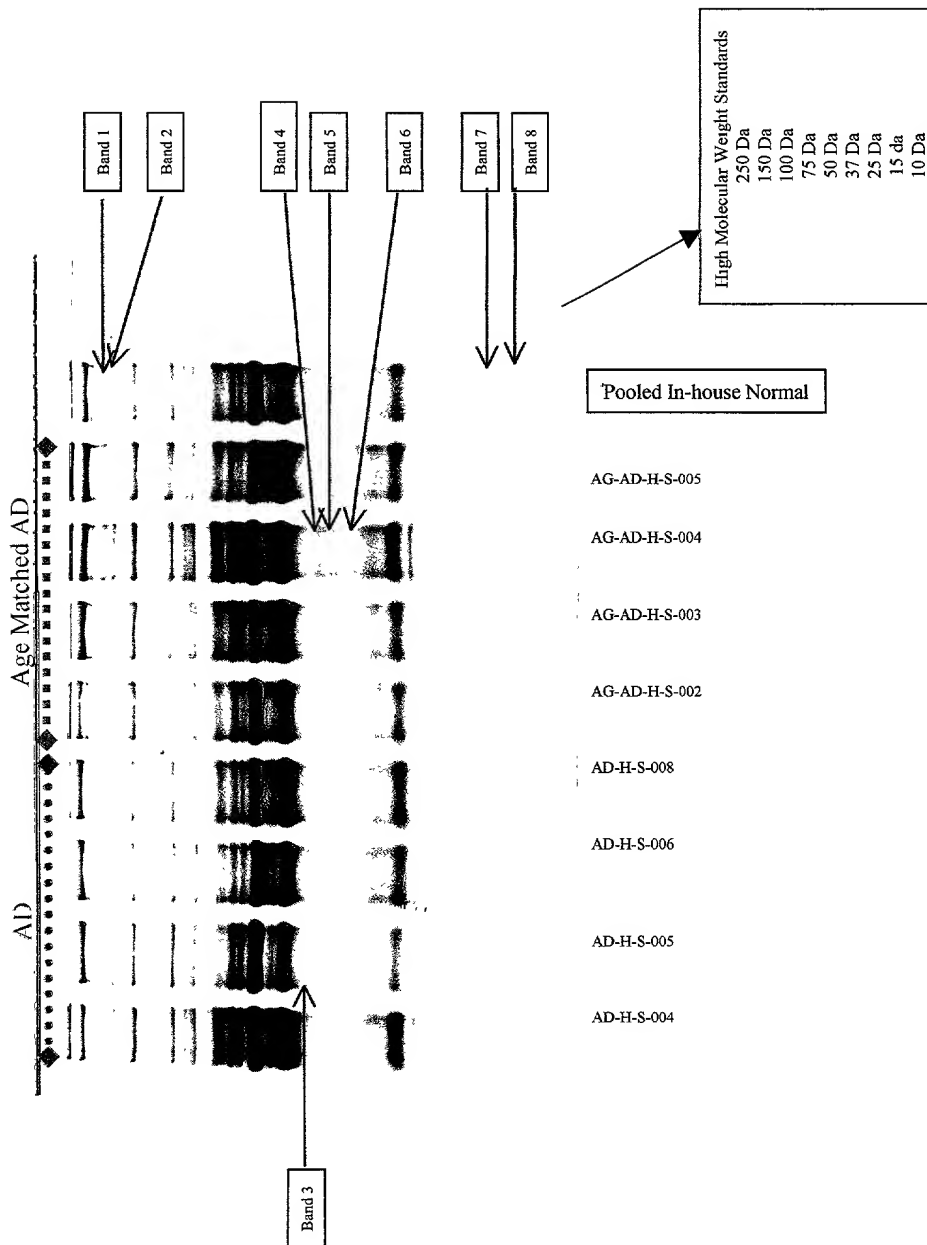 AD
Age Matched AD
Band 1
Band 2
Band 3
Band 4
Band 5
Band 6
Band 7
Band 8
High Molecular Weight Standards
250 Da
150 Da
100 Da
75 Da
50 Da
37 Da
25 Da
15 da
10 Da
Pooled In-house Normal
AG-AD-H-S-005
AG-AD-H-S-004
AG-AD-H-S-003
AG-AD-H-S-002
AD-H-S-008
AD-H-S-006
AD-H-S-005
AD-H-S-004